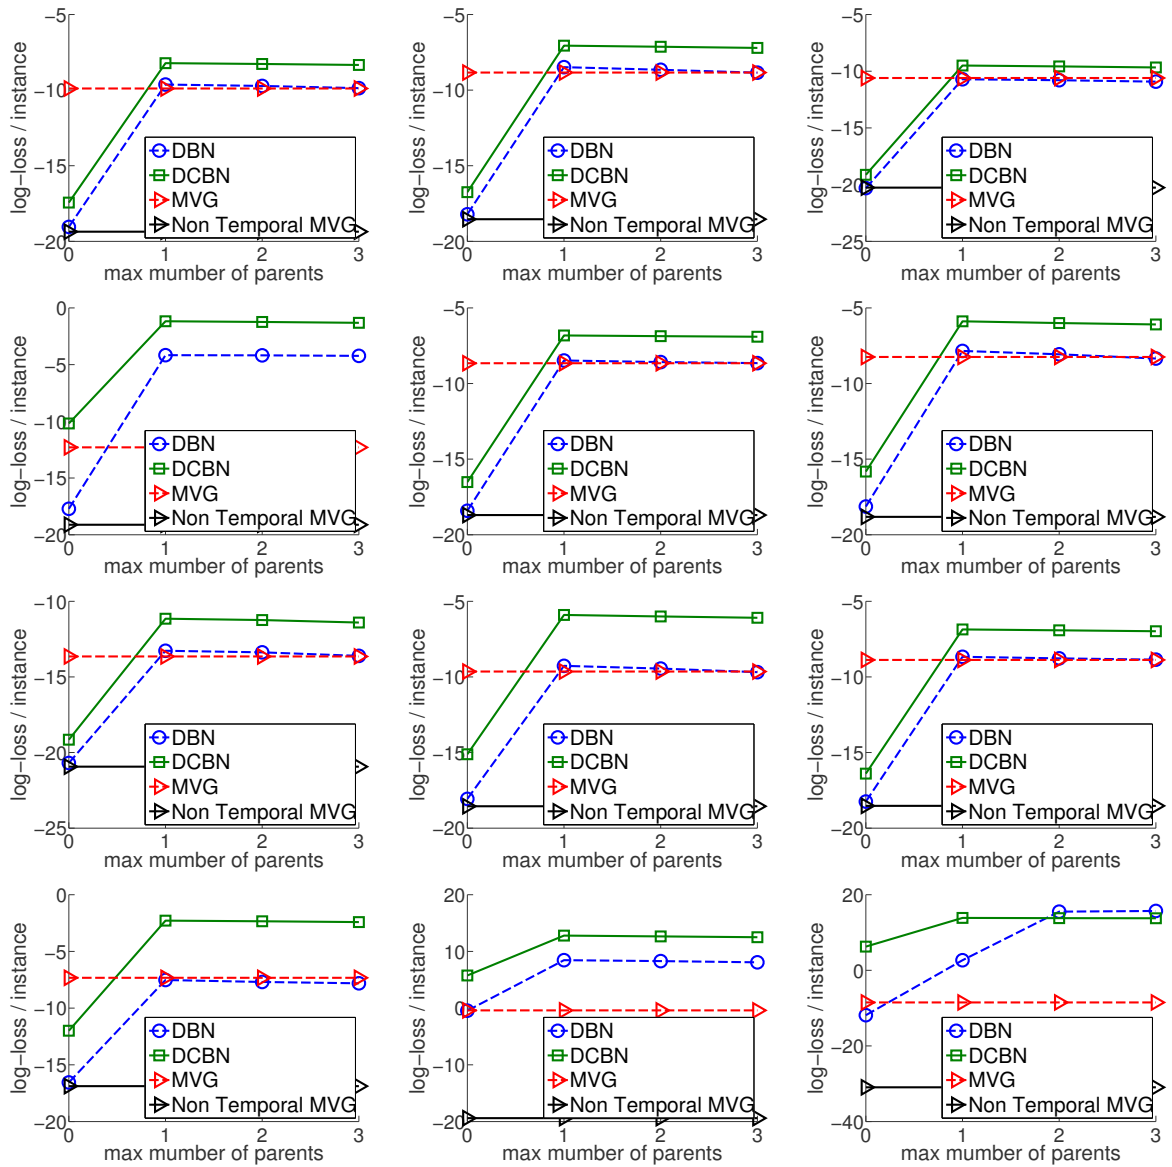 −5
−10
−15
−20
log−loss / instance
DBN
DCBN
MVG
Non Temporal MVG
0 1 2 3
max mumber of parents
−5
−10
−15
−20
log−loss / instance
DBN
DCBN
MVG
Non Temporal MVG
0 1 2 3
max mumber of parents
−5
−10
−15
−20
−25
log−loss / instance
DBN
DCBN
MVG
Non Temporal MVG
0 1 2 3
max mumber of parents
0
−5
−10
−15
−20
log−loss / instance
DBN
DCBN
MVG
Non Temporal MVG
0 1 2 3
max mumber of parents
−5
−10
−15
−20
log−loss / instance
DBN
DCBN
MVG
Non Temporal MVG
0 1 2 3
max mumber of parents
−5
−10
−15
−20
log−loss / instance
DBN
DCBN
MVG
Non Temporal MVG
0 1 2 3
max mumber of parents
−10
−15
−20
−25
log−loss / instance
DBN
DCBN
MVG
Non Temporal MVG
0 1 2 3
max mumber of parents
−5
−10
−15
−20
log−loss / instance
DBN
DCBN
MVG
Non Temporal MVG
0 1 2 3
max mumber of parents
−5
−10
−15
−20
log−loss / instance
DBN
DCBN
MVG
Non Temporal MVG
0 1 2 3
max mumber of parents
0
−5
−10
−15
−20
log−loss / instance
DBN
DCBN
MVG
Non Temporal MVG
0 1 2 3
max mumber of parents
20
10
0
−10
−20
log−loss / instance
DBN
DCBN
MVG
Non Temporal MVG
0 1 2 3
max mumber of parents
20
0
−20
−40
log−loss / instance
DBN
DCBN
MVG
Non Temporal MVG
0 1 2 3
max mumber of parents